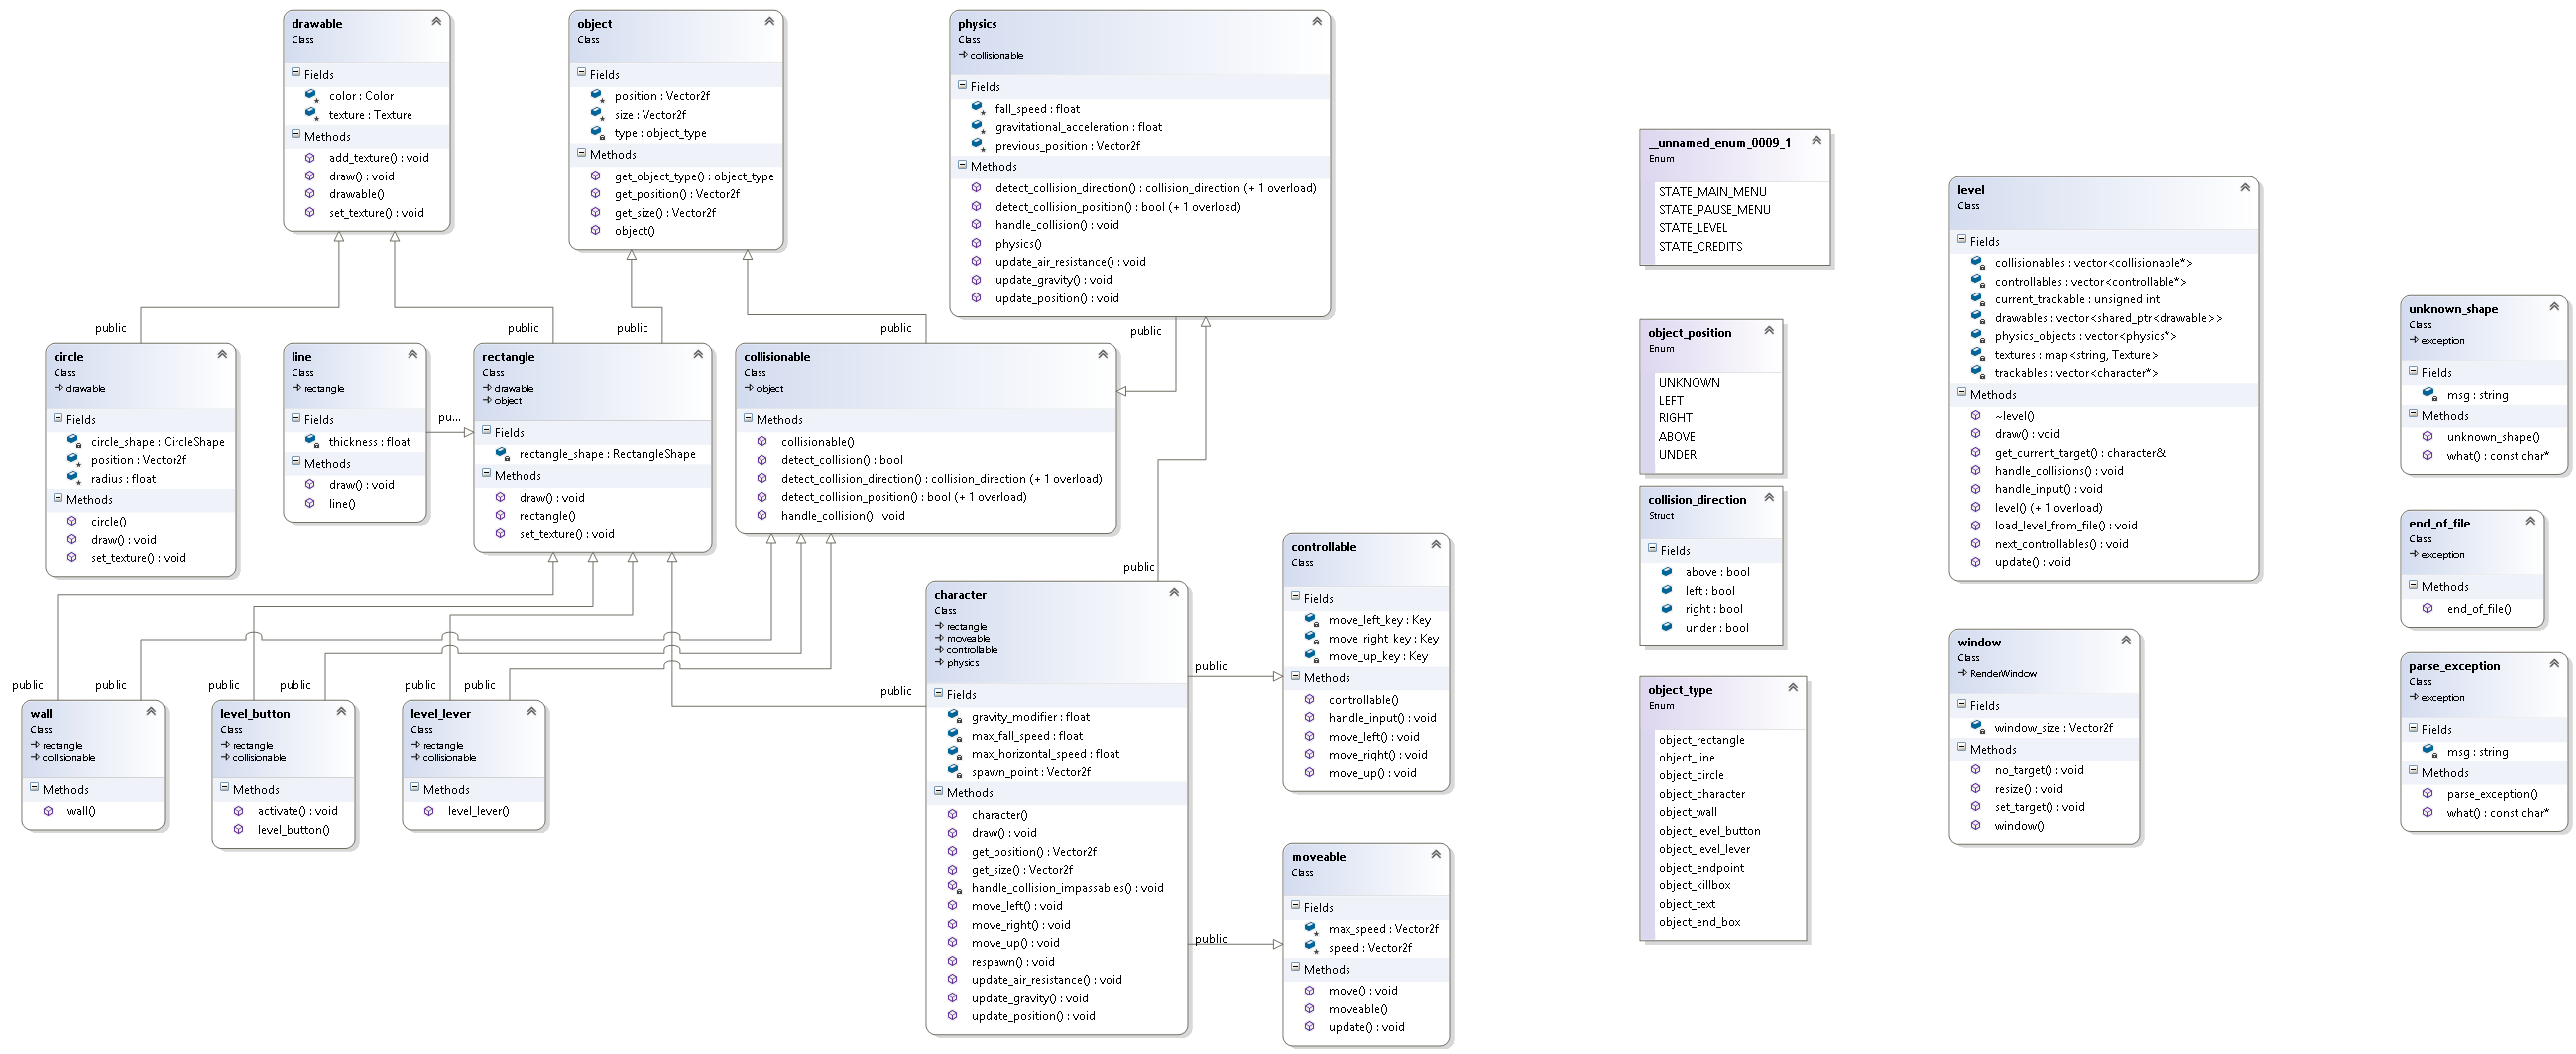 drawable
Class
Fields
color : Color
texture : Texture
Methods
add_texture() : void
draw() : void
drawable()
set_texture() : void
object
Class
Fields
position : Vector2f
size : Vector2f
type : object_type
Methods
get_object_type() : object_type
get_position() : Vector2f
get_size() : Vector2f
object()
physics
Class
collisionable
Fields
fall_speed : float
gravitational_acceleration : float
previous_position : Vector2f
Methods
detect_collision_direction() : collision_direction (+ 1 overload)
detect_collision_position() : bool (+ 1 overload)
handle_collision() : void
physics()
update_air_resistance() : void
update_gravity() : void
update_position() : void
public
public
public
public
public
circle
Class
drawable
Fields
circle_shape : CircleShape
position : Vector2f
radius : float
Methods
circle()
draw() : void
set_texture() : void
line
Class
rectangle
Fields
thickness : float
Methods
draw() : void
line()
pu...
rectangle
Class
drawable
object
Fields
rectangle_shape : RectangleShape
Methods
draw() : void
rectangle()
set_texture() : void
collisionable
Class
object
Methods
collisionable()
detect_collision() : bool
detect_collision_direction() : collision_direction (+ 1 overload)
detect_collision_position() : bool (+ 1 overload)
handle_collision() : void
public
public
public
public
public
public
public
public
wall
Class
rectangle
collisionable
Methods
wall()
level_button
Class
rectangle
collisionable
Methods
activate() : void
level_button()
level_lever
Class
rectangle
collisionable
Methods
level_lever()
character
Class
rectangle
moveable
controllable
physics
Fields
gravity_modifier : float
max_fall_speed : float
max_horizontal_speed : float
spawn_point : Vector2f
Methods
character()
draw() : void
get_position() : Vector2f
get_size() : Vector2f
handle_collision_impassables() : void
move_left() : void
move_right() : void
move_up() : void
respawn() : void
update_air_resistance() : void
update_gravity() : void
update_position() : void
public
public
controllable
Class
Fields
move_left_key : Key
move_right_key : Key
move_up_key : Key
Methods
controllable()
handle_input() : void
move_left() : void
move_right() : void
move_up() : void
moveable
Class
Fields
max_speed : Vector2f
speed : Vector2f
Methods
move() : void
moveable()
update() : void
__unnamed_enum_0009_1
Enum
STATE_MAIN_MENU
STATE_PAUSE_MENU
STATE_LEVEL
STATE_CREDITS
object_position
Enum
UNKNOWN
LEFT
RIGHT
ABOVE
UNDER
collision_direction
Struct
Fields
above : bool
left : bool
right : bool
under : bool
object_type
Enum
object_rectangle
object_line
object_circle
object_character
object_wall
object_level_button
object_level_lever
object_endpoint
object_killbox
object_text
object_end_box
level
Class
Fields
collisionables : vector<collisionable*>
controllables : vector<controllable*>
current_trackable : unsigned int
drawables : vector<shared_ptr<drawable>>
physics_objects : vector<physics*>
textures : map<string, Texture>
trackables : vector<character*>
Methods
~level()
draw() : void
get_current_target() : character&
handle_collisions() : void
handle_input() : void
level() (+ 1 overload)
load_level_from_file() : void
next_controllables() : void
update() : void
window
Class
RenderWindow
Fields
window_size : Vector2f
Methods
no_target() : void
resize() : void
set_target() : void
window()
unknown_shape
Class
exception
Fields
msg : string
Methods
unknown_shape()
what() : const char*
end_of_file
Class
exception
Methods
end_of_file()
parse_exception
Class
exception
Fields
msg : string
Methods
parse_exception()
what() : const char*